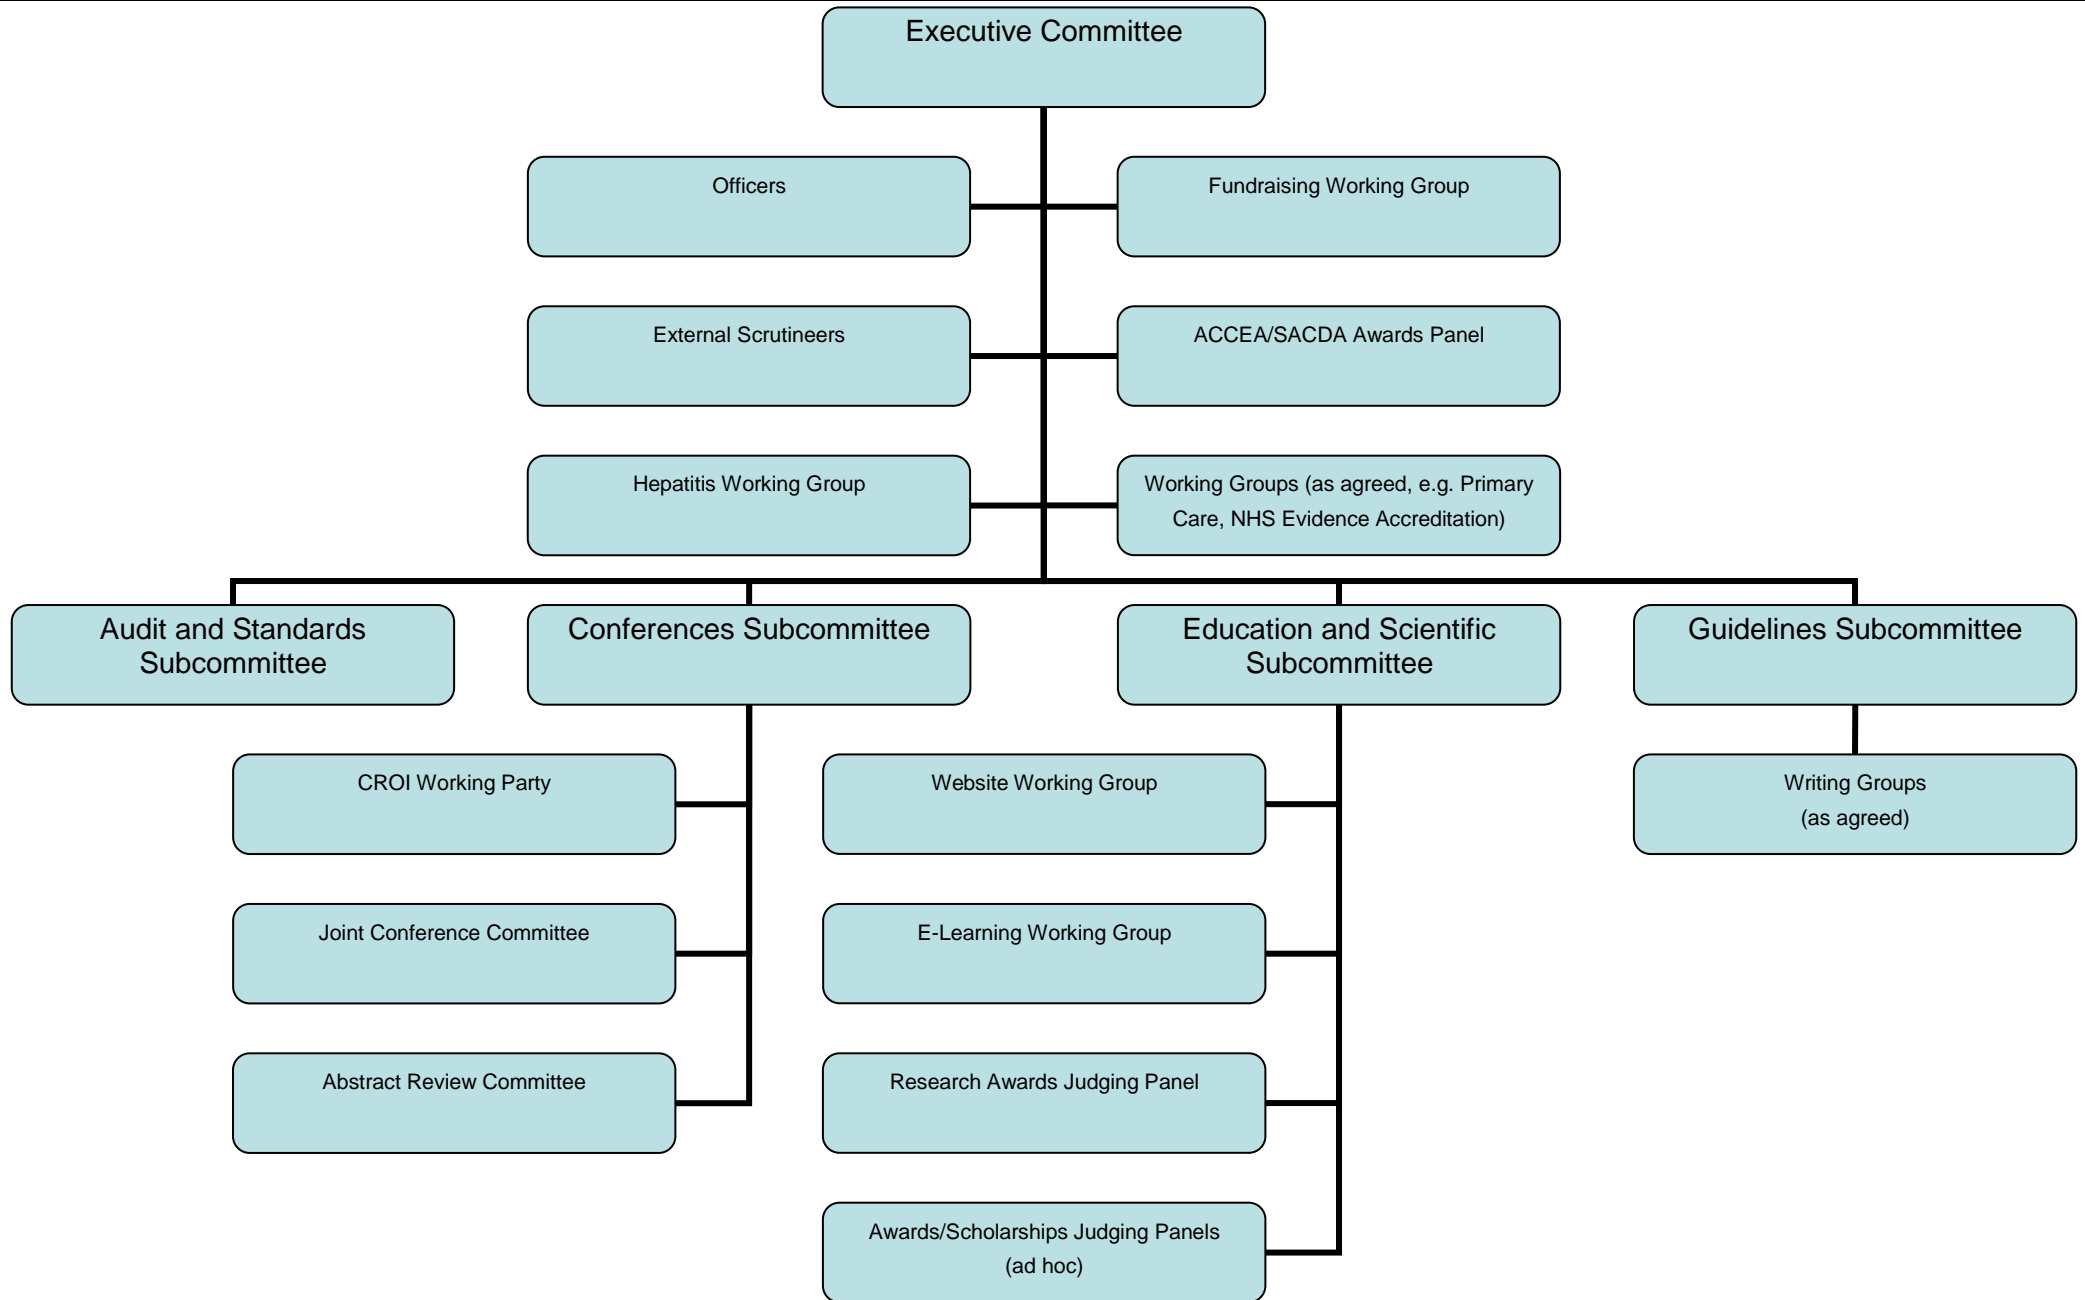 Executive Committee
Officers
Fundraising Working Group
External Scrutineers
ACCEA/SACDA Awards Panel
Hepatitis Working Group
Working Groups (as agreed, e.g. Primary
Care, NHS Evidence Accreditation)
Audit and Standards
Subcommittee
Conferences Subcommittee
Education and Scientific
Subcommittee
Guidelines Subcommittee
CROI Working Party
Website Working Group
Writing Groups
(as agreed)
Joint Conference Committee
E-Learning Working Group
Abstract Review Committee
Research Awards Judging Panel
Awards/Scholarships Judging Panels
(ad hoc)